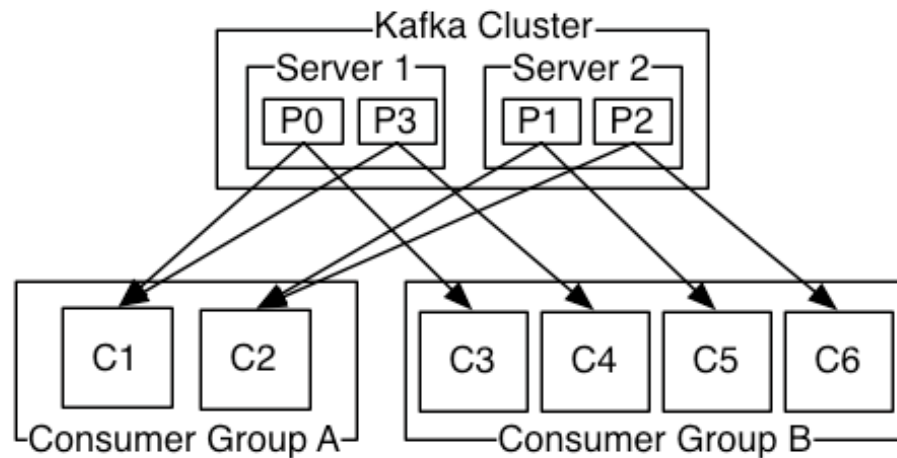 Kafka Cluster
Server 1
Server 2
P0
P3
P1
P2
C1
C2
C3
C4
C5
C6
Consumer Group A
Consumer Group B